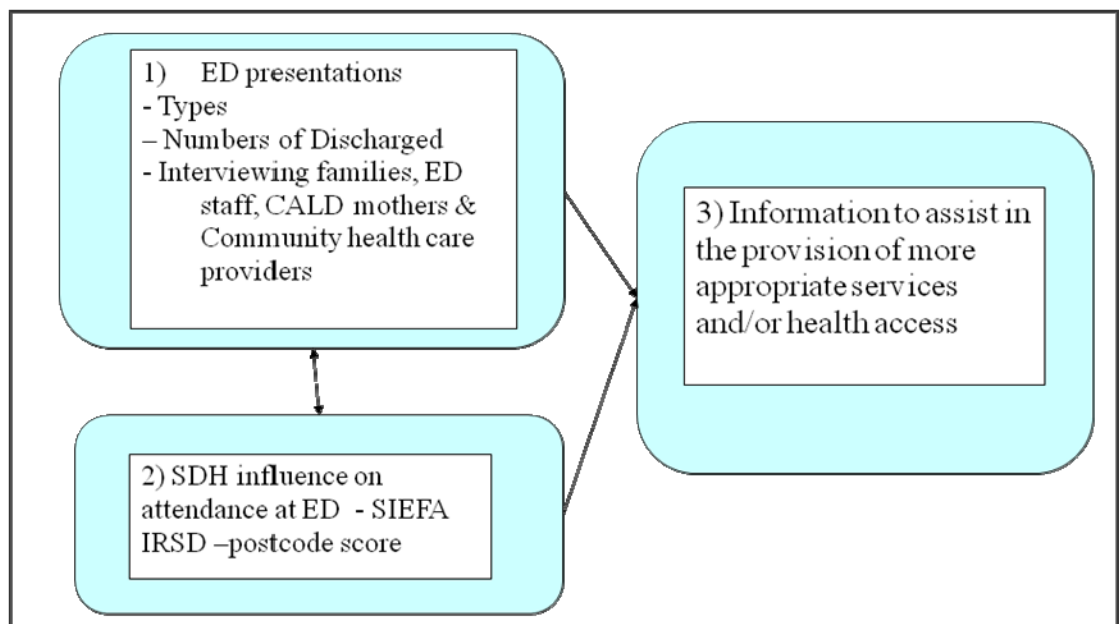 1) ED presentations
- Types
– Numbers of Discharged
- Interviewing families, ED
staff, CALD mothers &
Community health care
providers
2) SDH influence on
attendance at ED - SIEFA
IRSD –postcode score
3) Information to assist in
the provision of more
appropriate services
and/or health access